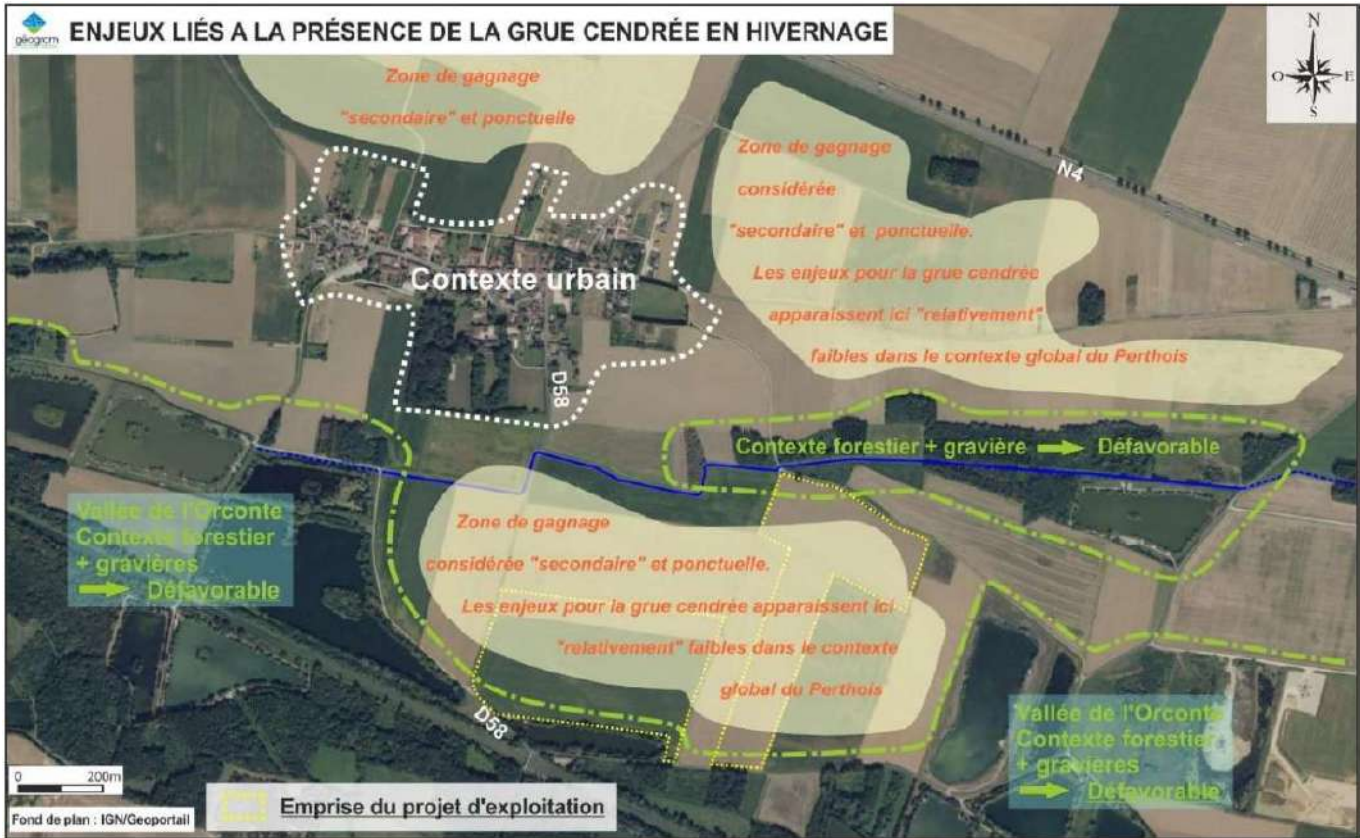 géogram
ENJEUX LIÉS A LA PRÉSENCE DE LA GRUE CENDRÉE EN HIVERNAGE
N
O
E
S
Zone de gagnage
"secondaire" et ponctuelle
Zone de gagnage
considérée
"secondaire" et ponctuelle.
Les enjeux pour la grue cendrée
apparaissent ici "relativement"
faibles dans le contexte global du Perthois
N4
Contexte urbain
D58
Contexte forestier + gravière Défavorable
Vallée de l'Orconte
Contexte forestier
+ gravières
Défavorable
Zone de gagnage
considérée "secondaire" et ponctuelle.
Les enjeux pour la grue cendrée apparaissent ici
"relativement" faibles dans le contexte
global du Perthois
D58
Vallée de l'Orconte
Contexte forestier
+ gravières
Défavorable
0 200m
Fond de plan : IGN/Geoportail
Emprise du projet d'exploitation